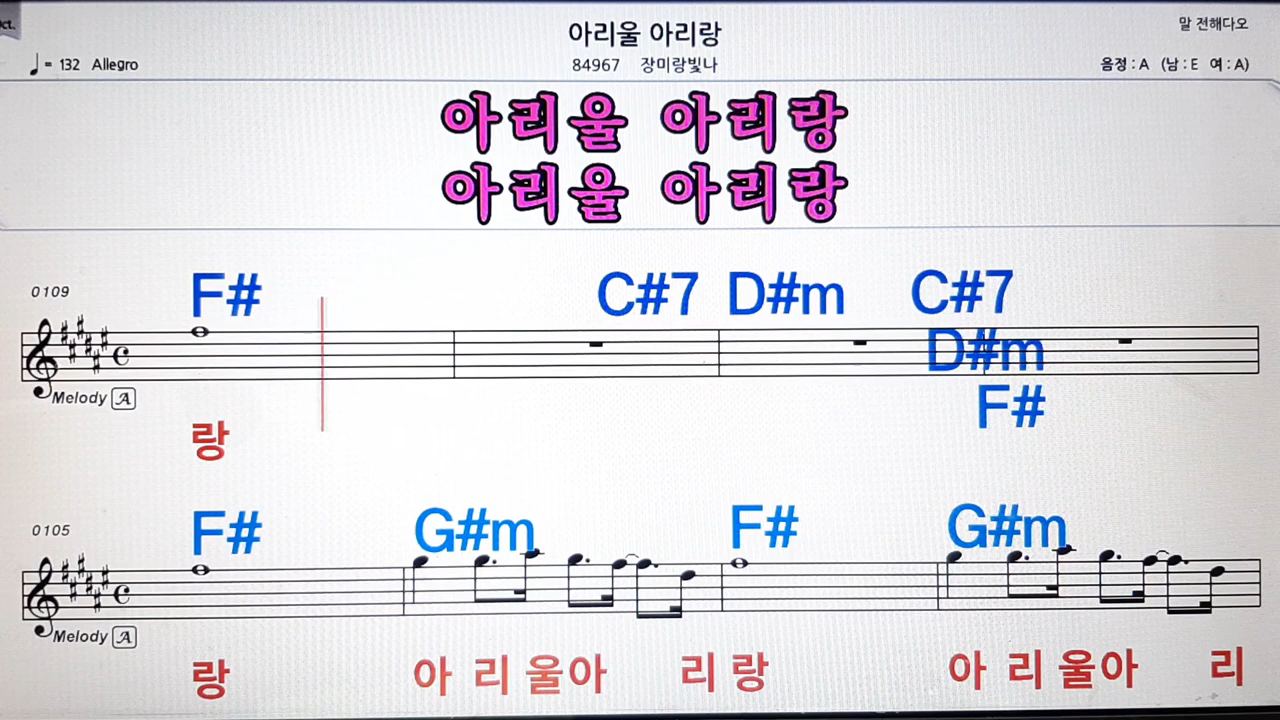 ct.
아리울 아리랑
말 전해다오
♩= 132 Allegro
84967 장미랑빛나
음정 : A (남 : E 여 : A)
아리울 아리랑
아리울 아리랑
0109
F# C#7 D#m C#7
D#m
F#
Melody A
랑
0105
F# G#m F# G#m
Melody A
랑 아 리 울아 리 랑 아 리 울아 리